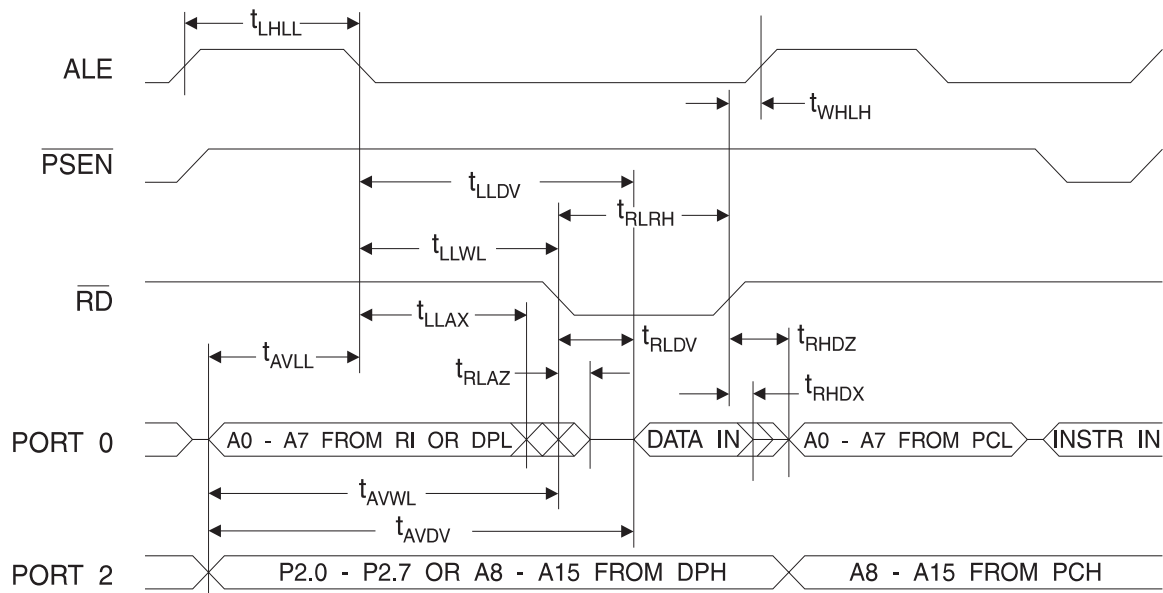 tLHLL
ALE
tWHLH
PSEN
tLLDV
tRLRH
tLLWL
RD
tLLAX
tRLDV
tRHDZ
tAVLL
tRLAZ
tRHDX
PORT 0
A0 - A7 FROM RI OR DPL
DATA IN
A0 - A7 FROM PCL
INSTR IN
tAVWL
tAVDV
PORT 2
P2.0 - P2.7 OR A8 - A15 FROM DPH
A8 - A15 FROM PCH